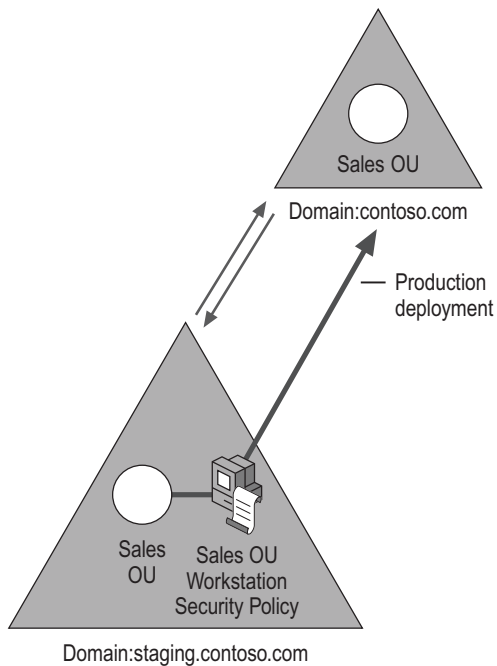 Sales OU
Domain:contoso.com
Production
deployment
Sales
OU
Sales OU
Workstation
Security Policy
Domain:staging.contoso.com